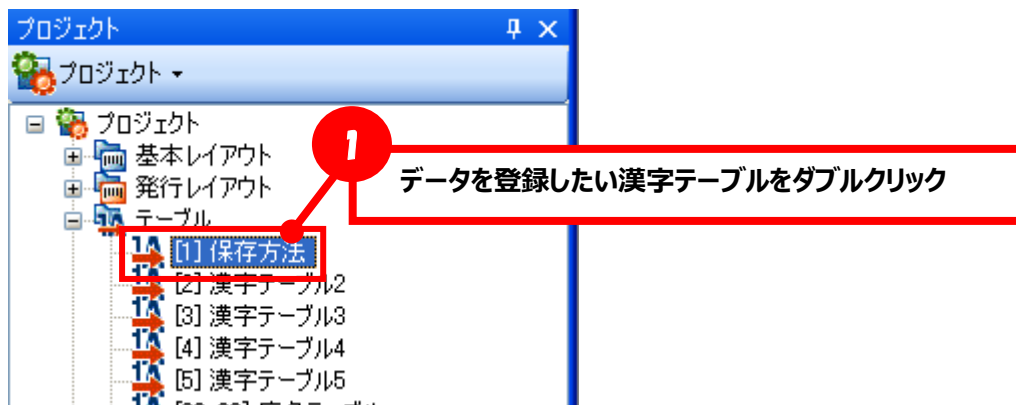 プロジェクト
プロジェクト
プロジェクト
基本レイアウト
発行レイアウト
テーブル
1
データを登録したい漢字テーブルをダブルクリック
[1] 保存方法
[2] 漢字テーブル2
[3] 漢字テーブル3
[4] 漢字テーブル4
[5] 漢字テーブル5